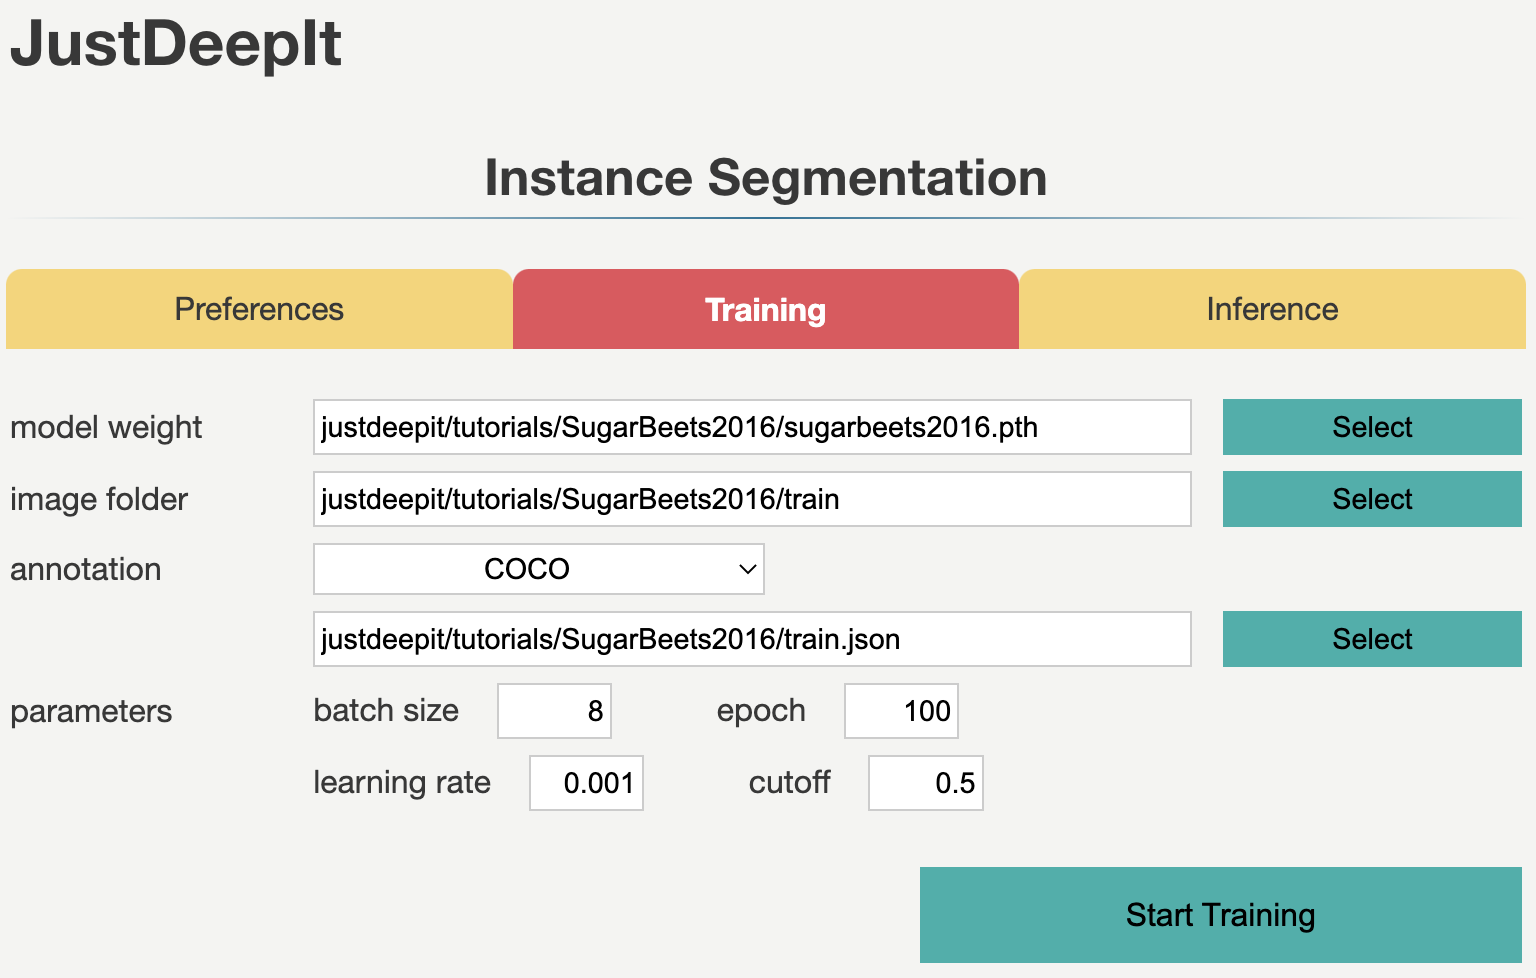 JustDeepIt
Instance Segmentation
Preferences Training Inference
model weight justdeepit/tutorials/SugarBeets2016/sugarbeets2016.pth Select
image folder justdeepit/tutorials/SugarBeets2016/train Select
annotation COCO
justdeepit/tutorials/SugarBeets2016/train.json Select
parameters batch size 8 epoch 100
learning rate 0.001 cutoff 0.5
Start Training